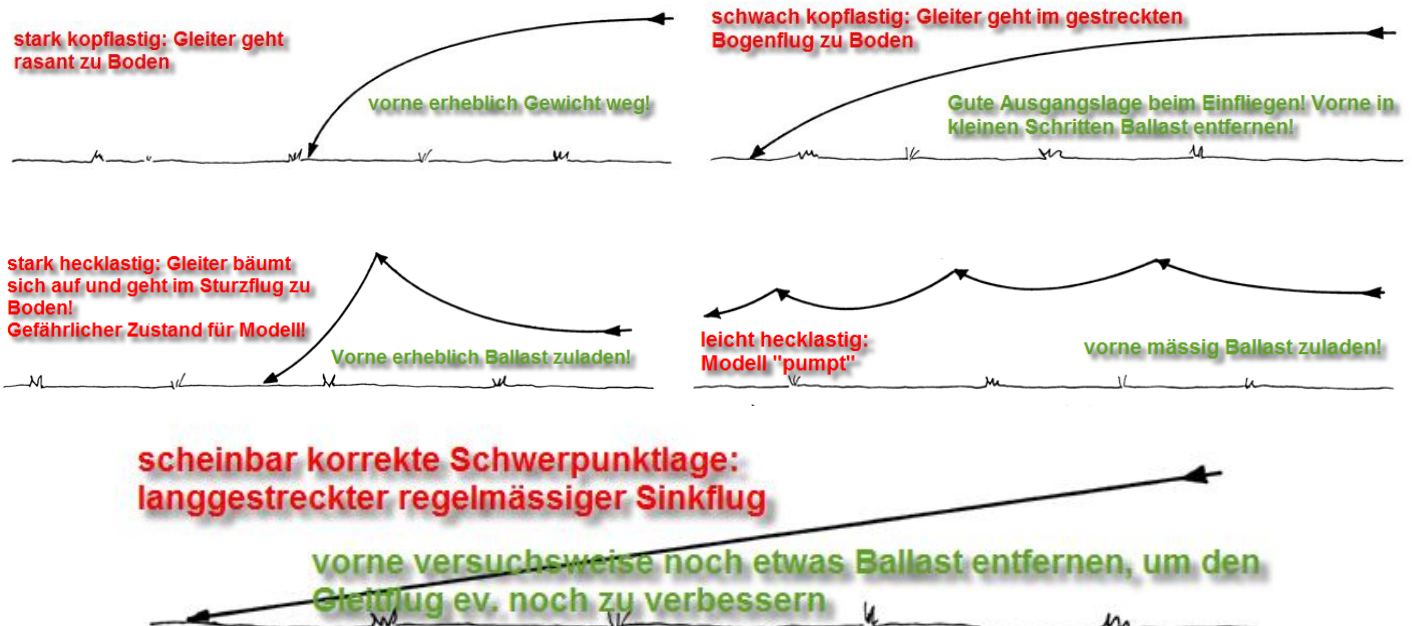 stark kopflastig: Gleiter geht
rasant zu Boden
vorne erheblich Gewicht weg!
schwach kopflastig: Gleiter geht im gestreckten
Bogenflug zu Boden
Gute Ausgangslage beim Einfliegen! Vorne in
kleinen Schritten Ballast entfernen!
stark hecklastig: Gleiter bäumt
sich auf und geht im Sturzflug zu
Boden!
Gefährlicher Zustand für Modell!
Vorne erheblich Ballast zuladen!
leicht hecklastig:
Modell "pumpt"
vorne mässig Ballast zuladen!
scheinbar korrekte Schwerpunktlage:
langgestreckter regelmässiger Sinkflug
vorne versuchsweise noch etwas Ballast entfernen, um den
Gleitflug ev. noch zu verbessern